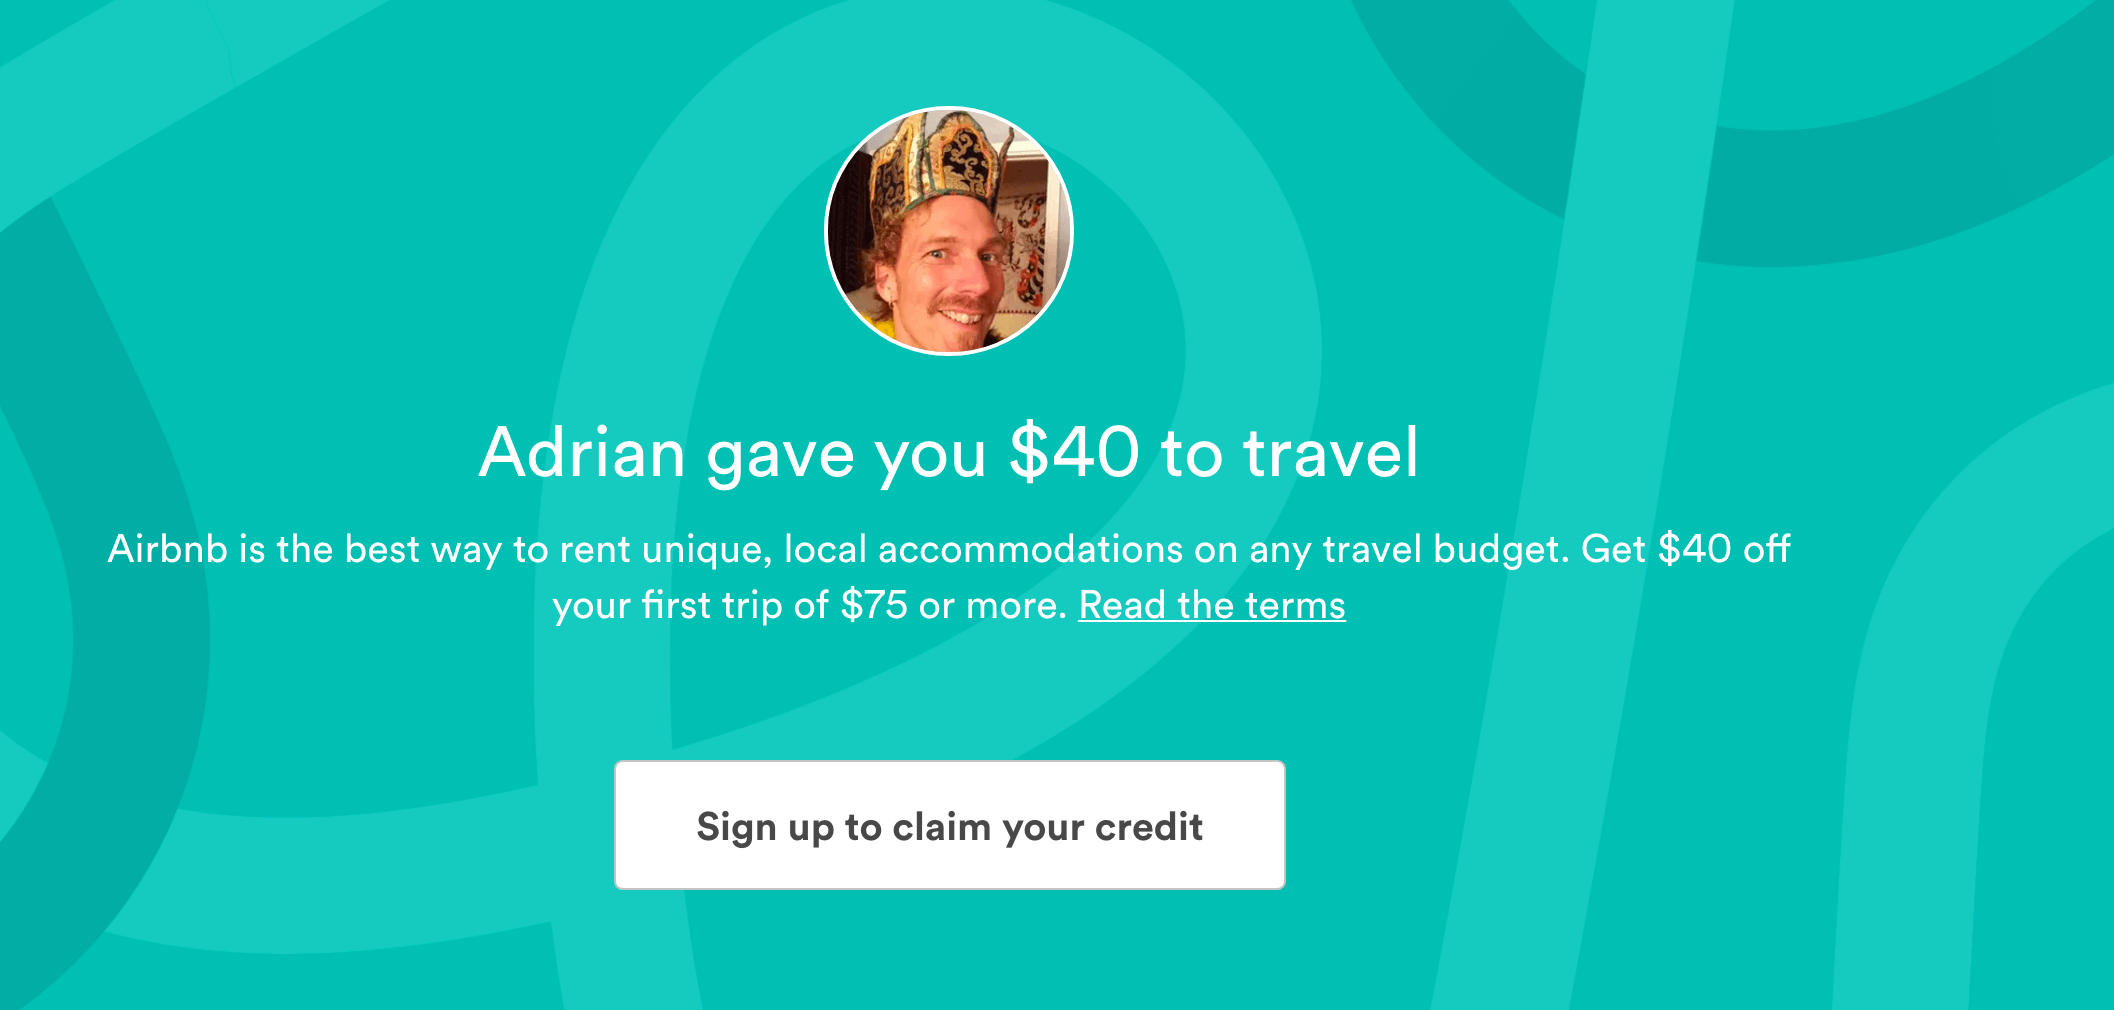 Adrian gave you $40 to travel
Airbnb is the best way to rent unique, local accommodations on any travel budget. Get $40 off
your first trip of $75 or more. Read the terms
Sign up to claim your credit